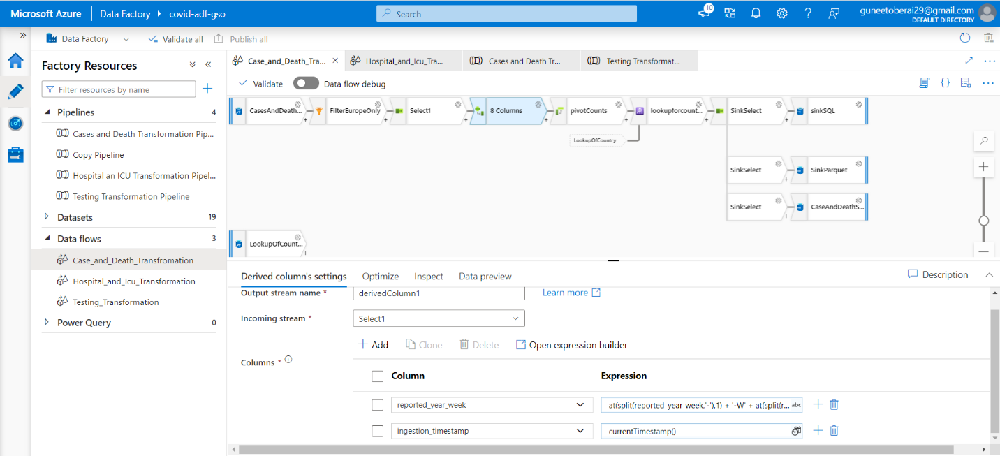 Microsoft Azure
Data Factory
covid-adf-gso
Search
10
guneetoberai29@gmail.com
DEFAULT DIRECTORY
Data Factory
Validate all
Publish all
Factory Resources
Filter resources by name
Pipelines 4
Cases and Death Transformation Pip...
Copy Pipeline
Hospital an ICU Transformation Pipel...
Testing Transformation Pipeline
Datasets 19
Data flows 3
Case_and_Death_Transfromation
Hospital_and_Icu_Transformation
Testing_Transformation
Power Query 0
Case_and_Death_Tra...
Hospital_and_Icu_Tra...
Cases and Death Tr...
Testing Transformat...
Validate
Data flow debug
CasesAndDeath...
FilterEuropeOnly
Select1
8 Columns
pivotCounts
lookupforcount...
SinkSelect
sinkSQL
LookupOfCountry
SinkSelect
SinkParquet
SinkSelect
CaseAndDeathS...
LookupOfCount...
Derived column's settings
Optimize
Inspect
Data preview
Description
Output stream name *
derivedColumn1
Learn more
Incoming stream *
Select1
Add
Clone
Delete
Open expression builder
Columns *
Column
Expression
reported_year_week
at(split(reported_year_week,'-'),1) + '-W' + at(split(r... abc
ingestion_timestamp
currentTimestamp()